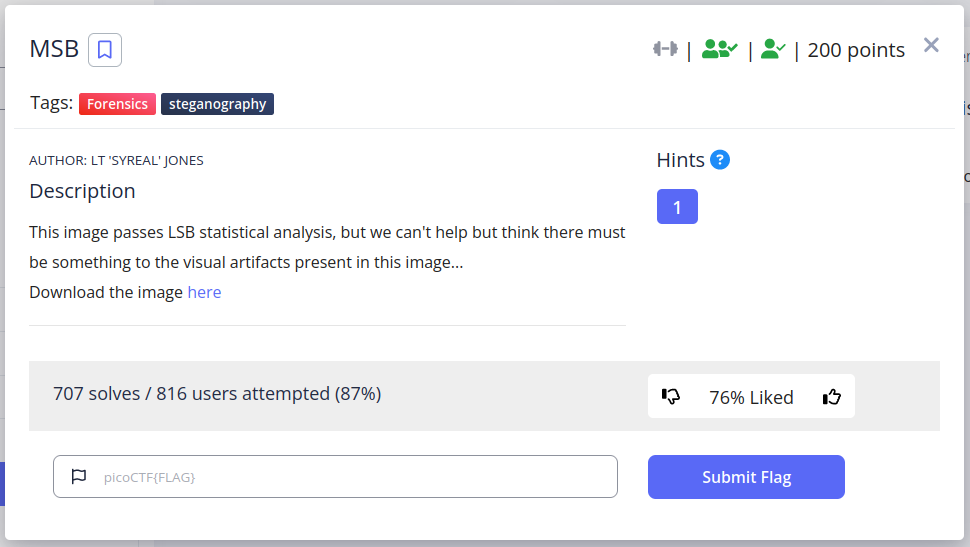 MSB
| | | 200 points
Tags: Forensics steganography
AUTHOR: LT 'SYREAL' JONES
Hints ?
Description
1
This image passes LSB statistical analysis, but we can't help but think there must
be something to the visual artifacts present in this image...
Download the image here
707 solves / 816 users attempted (87%)
76% Liked
picoCTF{FLAG}
Submit Flag